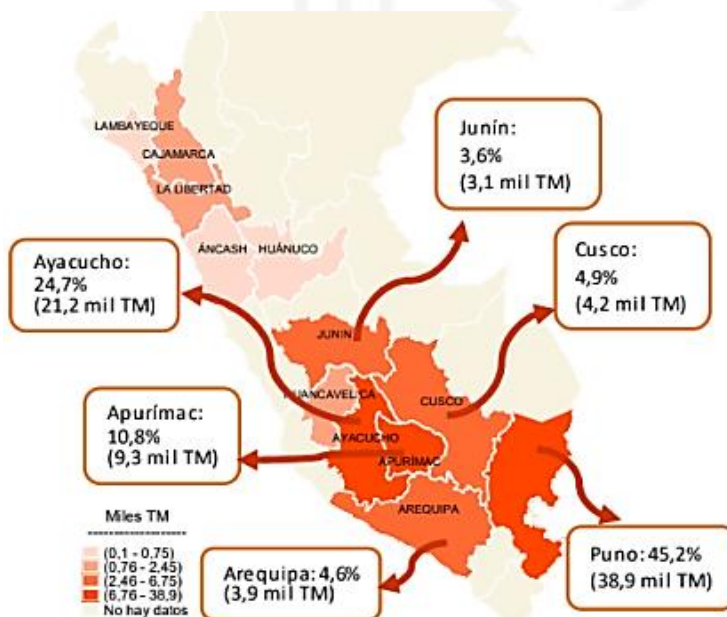 LAMBAYEQUE
CAJAMARCA
LA LIBERTAD
ÁNCASH
HUÁNUCO
Junín:
3,6%
(3,1 mil TM)
Ayacucho:
24,7%
(21,2 mil TM)
Cusco:
4,9%
(4,2 mil TM)
JUNIN
HUANCAVELICA
CUSCO
Apurímac:
10,8%
(9,3 mil TM)
AYACUCHO
APURÍMAC
AREQUIPA
Miles TM
(0,1 - 0,75)
(0,76 - 2,45)
(2,46 - 6,75)
(6,76 - 38,9)
No hay datos
Arequipa: 4,6%
(3,9 mil TM)
Puno: 45,2%
(38,9 mil TM)